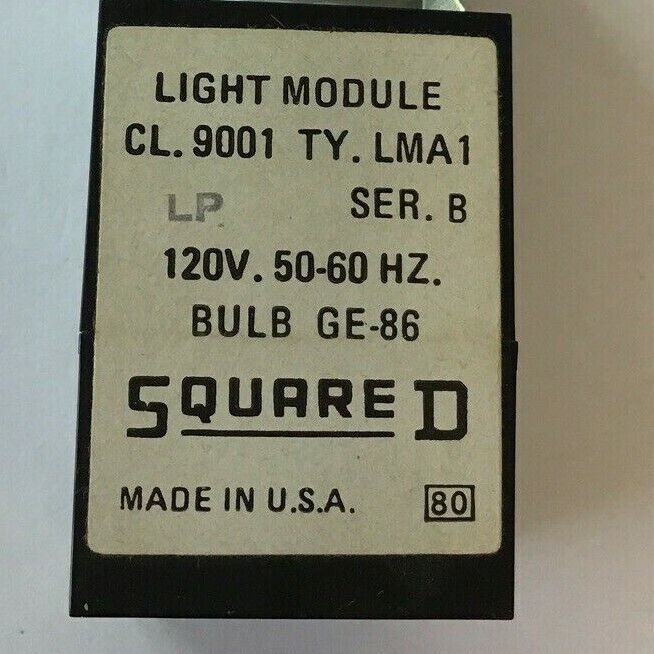 LIGHT MODULE
CL. 9001 TY. LMA1
LP SER. B
120V. 50-60 HZ.
BULB GE-86
SQUARE D
MADE IN U.S.A. 80